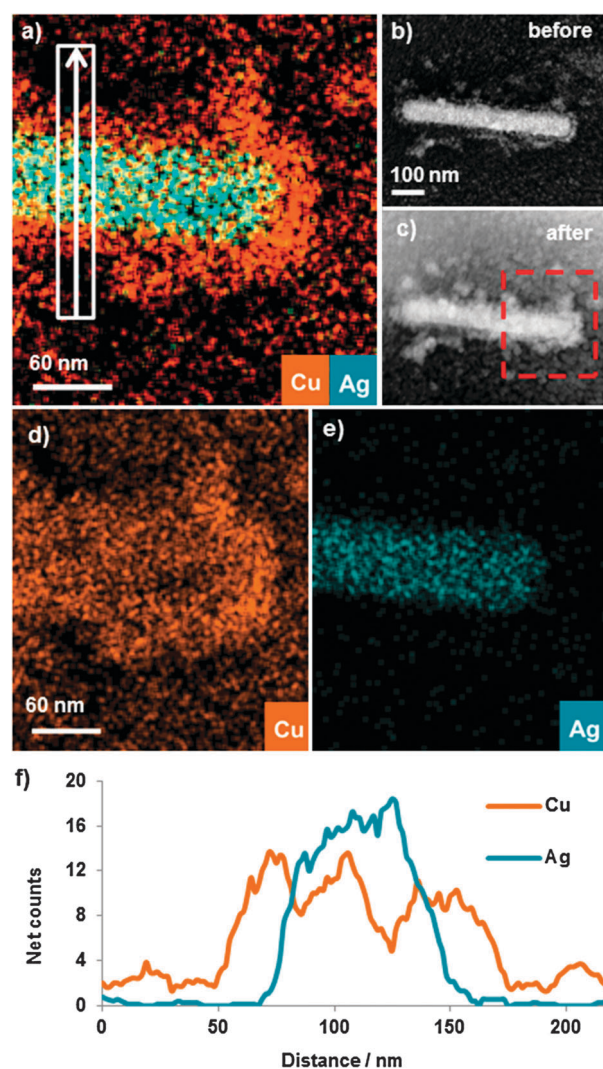 a)
60 nm
Cu Ag
b) before
100 nm
c) after
d)
60 nm
Cu
e)
Ag
f)
20
16
12
8
4
0
Net counts
Cu
Ag
0 50 100 150 200
Distance / nm